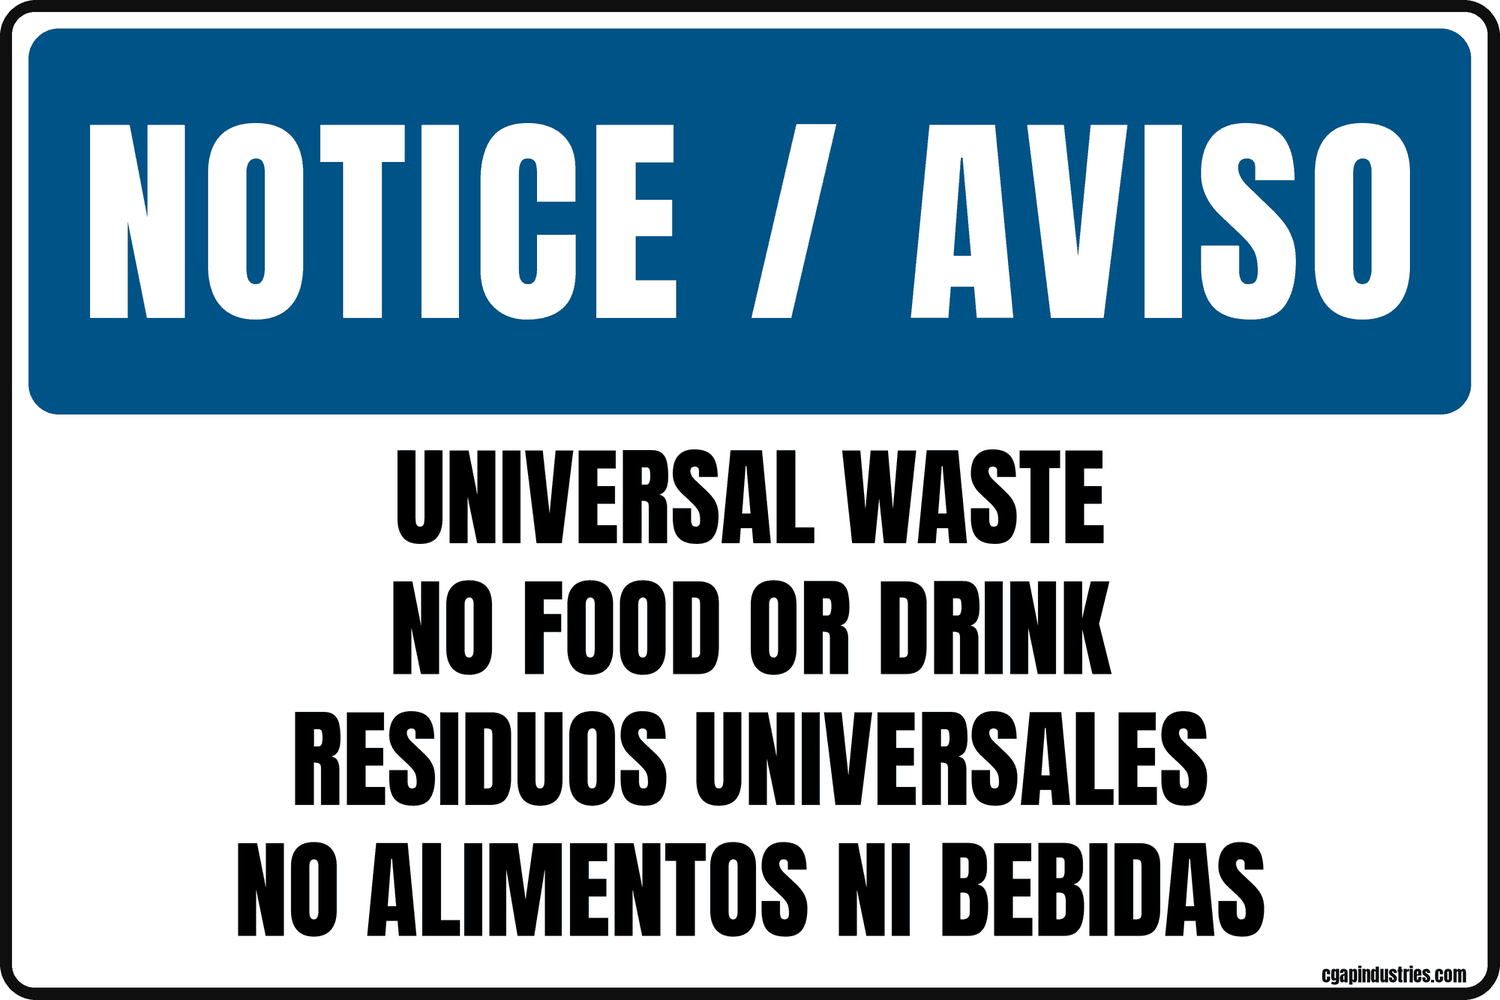 NOTICE / AVISO
UNIVERSAL WASTE
NO FOOD OR DRINK
RESIDUOS UNIVERSALES
NO ALIMENTOS NI BEBIDAS
cgapindustries.com